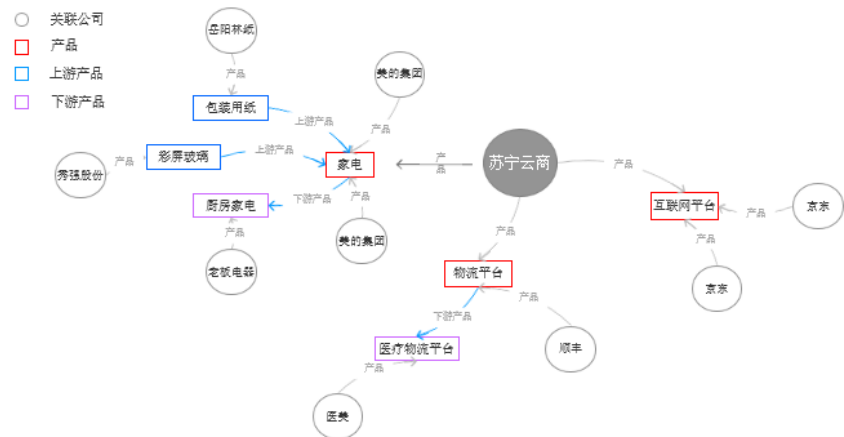 关联公司
产品
上游产品
下游产品
岳阳林纸
产品
包装用纸
上游产品
美的集团
产品
彩屏玻璃
产品
秀强股份
上游产品
家电
产品
苏宁云商
产品
互联网平台
产品
京东
产品
京东
厨房家电
下游产品
产品
美的集团
产品
老板电器
产品
物流平台
产品
顺丰
下游产品
医疗物流平台
产品
医美